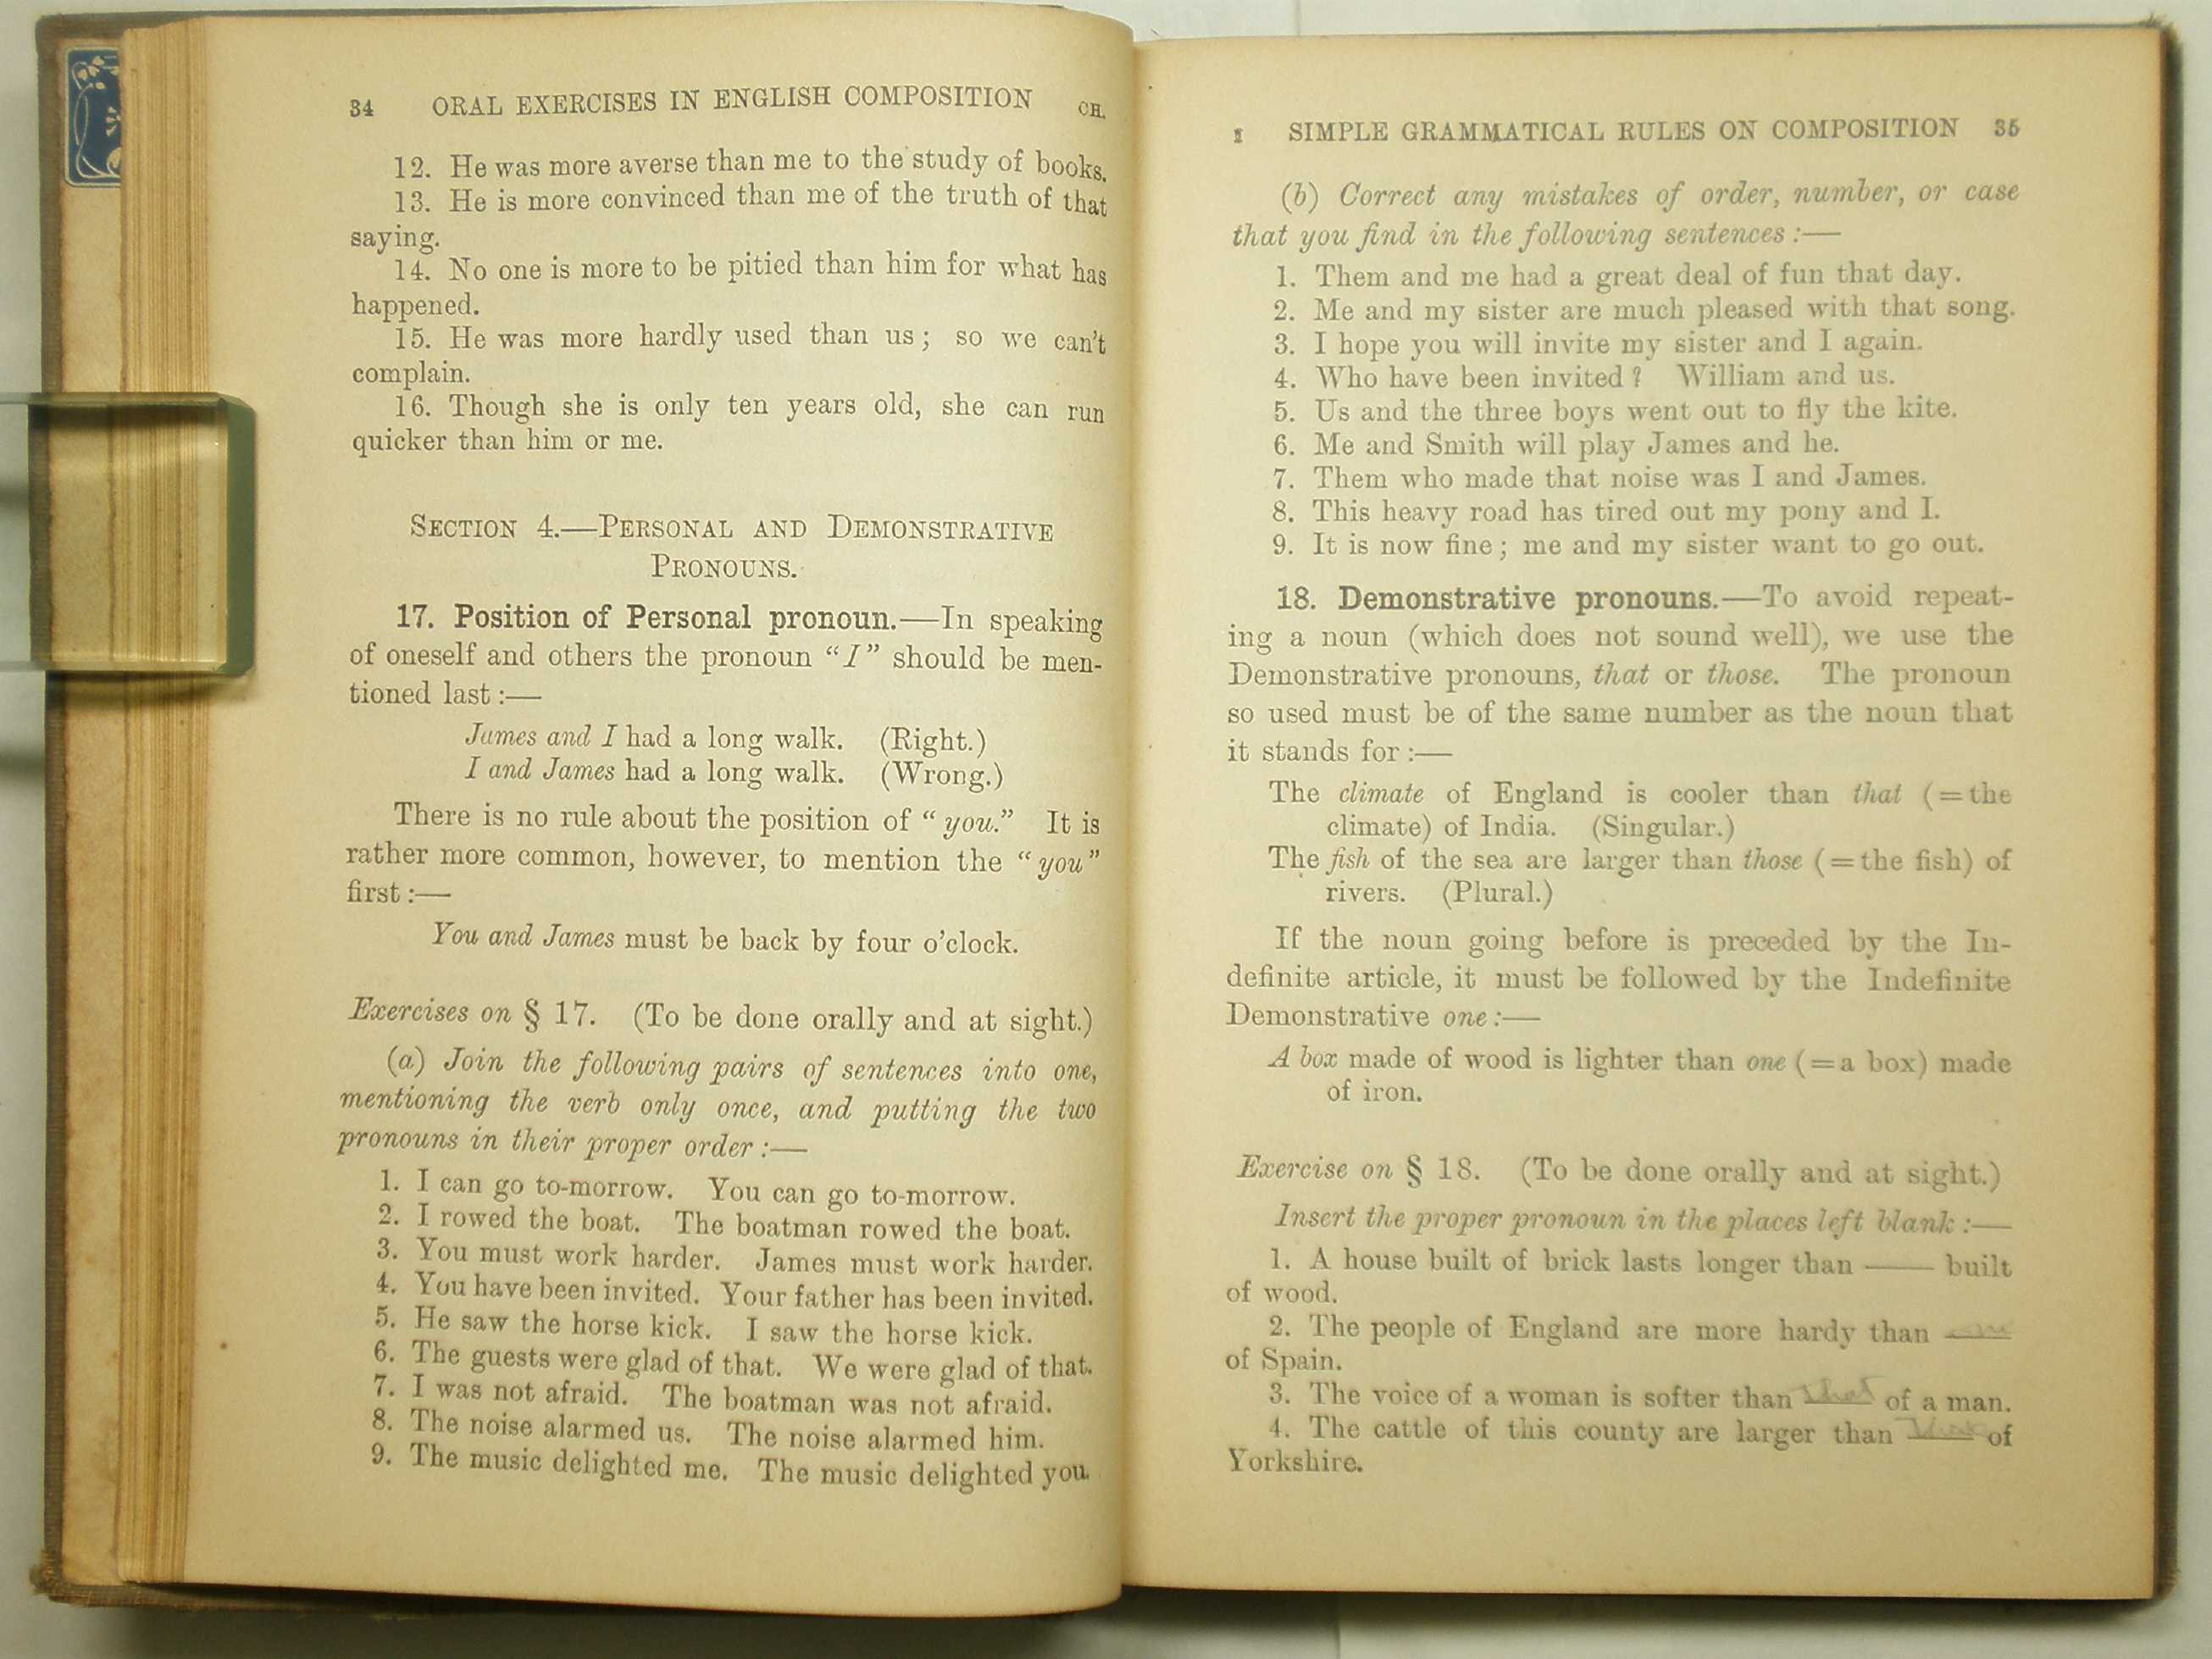 34 ORAL EXERCISES IN ENGLISH COMPOSITION CH.
12. He was more averse than me to the study of books.
13. He is more convinced than me of the truth of that
saying.
14. No one is more to be pitied than him for what has
happened.
15. He was more hardly used than us; so we can't
complain.
16. Though she is only ten years old, she can run
quicker than him or me.
SECTION 4.—PERSONAL AND DEMONSTRATIVE
PRONOUNS.
17. Position of Personal pronoun.—In speaking
of oneself and others the pronoun "I" should be men-
tioned last:—
James and I had a long walk. (Right.)
I and James had a long walk. (Wrong.)
There is no rule about the position of "you." It is
rather more common, however, to mention the "you"
first:—
You and James must be back by four o'clock.
Exercises on § 17. (To be done orally and at sight.)
(a) Join the following pairs of sentences into one,
mentioning the verb only once, and putting the two
pronouns in their proper order:—
1. I can go to-morrow. You can go to-morrow.
2. I rowed the boat. The boatman rowed the boat.
3. You must work harder. James must work harder.
4. You have been invited. Your father has been invited.
5. He saw the horse kick. I saw the horse kick.
6. The guests were glad of that. We were glad of that.
7. I was not afraid. The boatman was not afraid.
8. The noise alarmed us. The noise alarmed him.
9. The music delighted me. The music delighted you.
I SIMPLE GRAMMATICAL RULES ON COMPOSITION 35
(b) Correct any mistakes of order, number, or case
that you find in the following sentences:—
1. Them and me had a great deal of fun that day.
2. Me and my sister are much pleased with that song.
3. I hope you will invite my sister and I again.
4. Who have been invited? William and us.
5. Us and the three boys went out to fly the kite.
6. Me and Smith will play James and he.
7. Them who made that noise was I and James.
8. This heavy road has tired out my pony and I.
9. It is now fine; me and my sister want to go out.
18. Demonstrative pronouns.—To avoid repeat-
ing a noun (which does not sound well), we use the
Demonstrative pronouns, that or those. The pronoun
so used must be of the same number as the noun that
it stands for:—
The climate of England is cooler than that (=the
climate) of India. (Singular.)
The fish of the sea are larger than those (=the fish) of
rivers. (Plural.)
If the noun going before is preceded by the In-
definite article, it must be followed by the Indefinite
Demonstrative one:—
A box made of wood is lighter than one (=a box) made
of iron.
Exercise on § 18. (To be done orally and at sight.)
Insert the proper pronoun in the places left blank:—
1. A house built of brick lasts longer than —— built
of wood.
2. The people of England are more hardy than ——
of Spain.
3. The voice of a woman is softer than that of a man.
4. The cattle of this county are larger than —— of
Yorkshire.